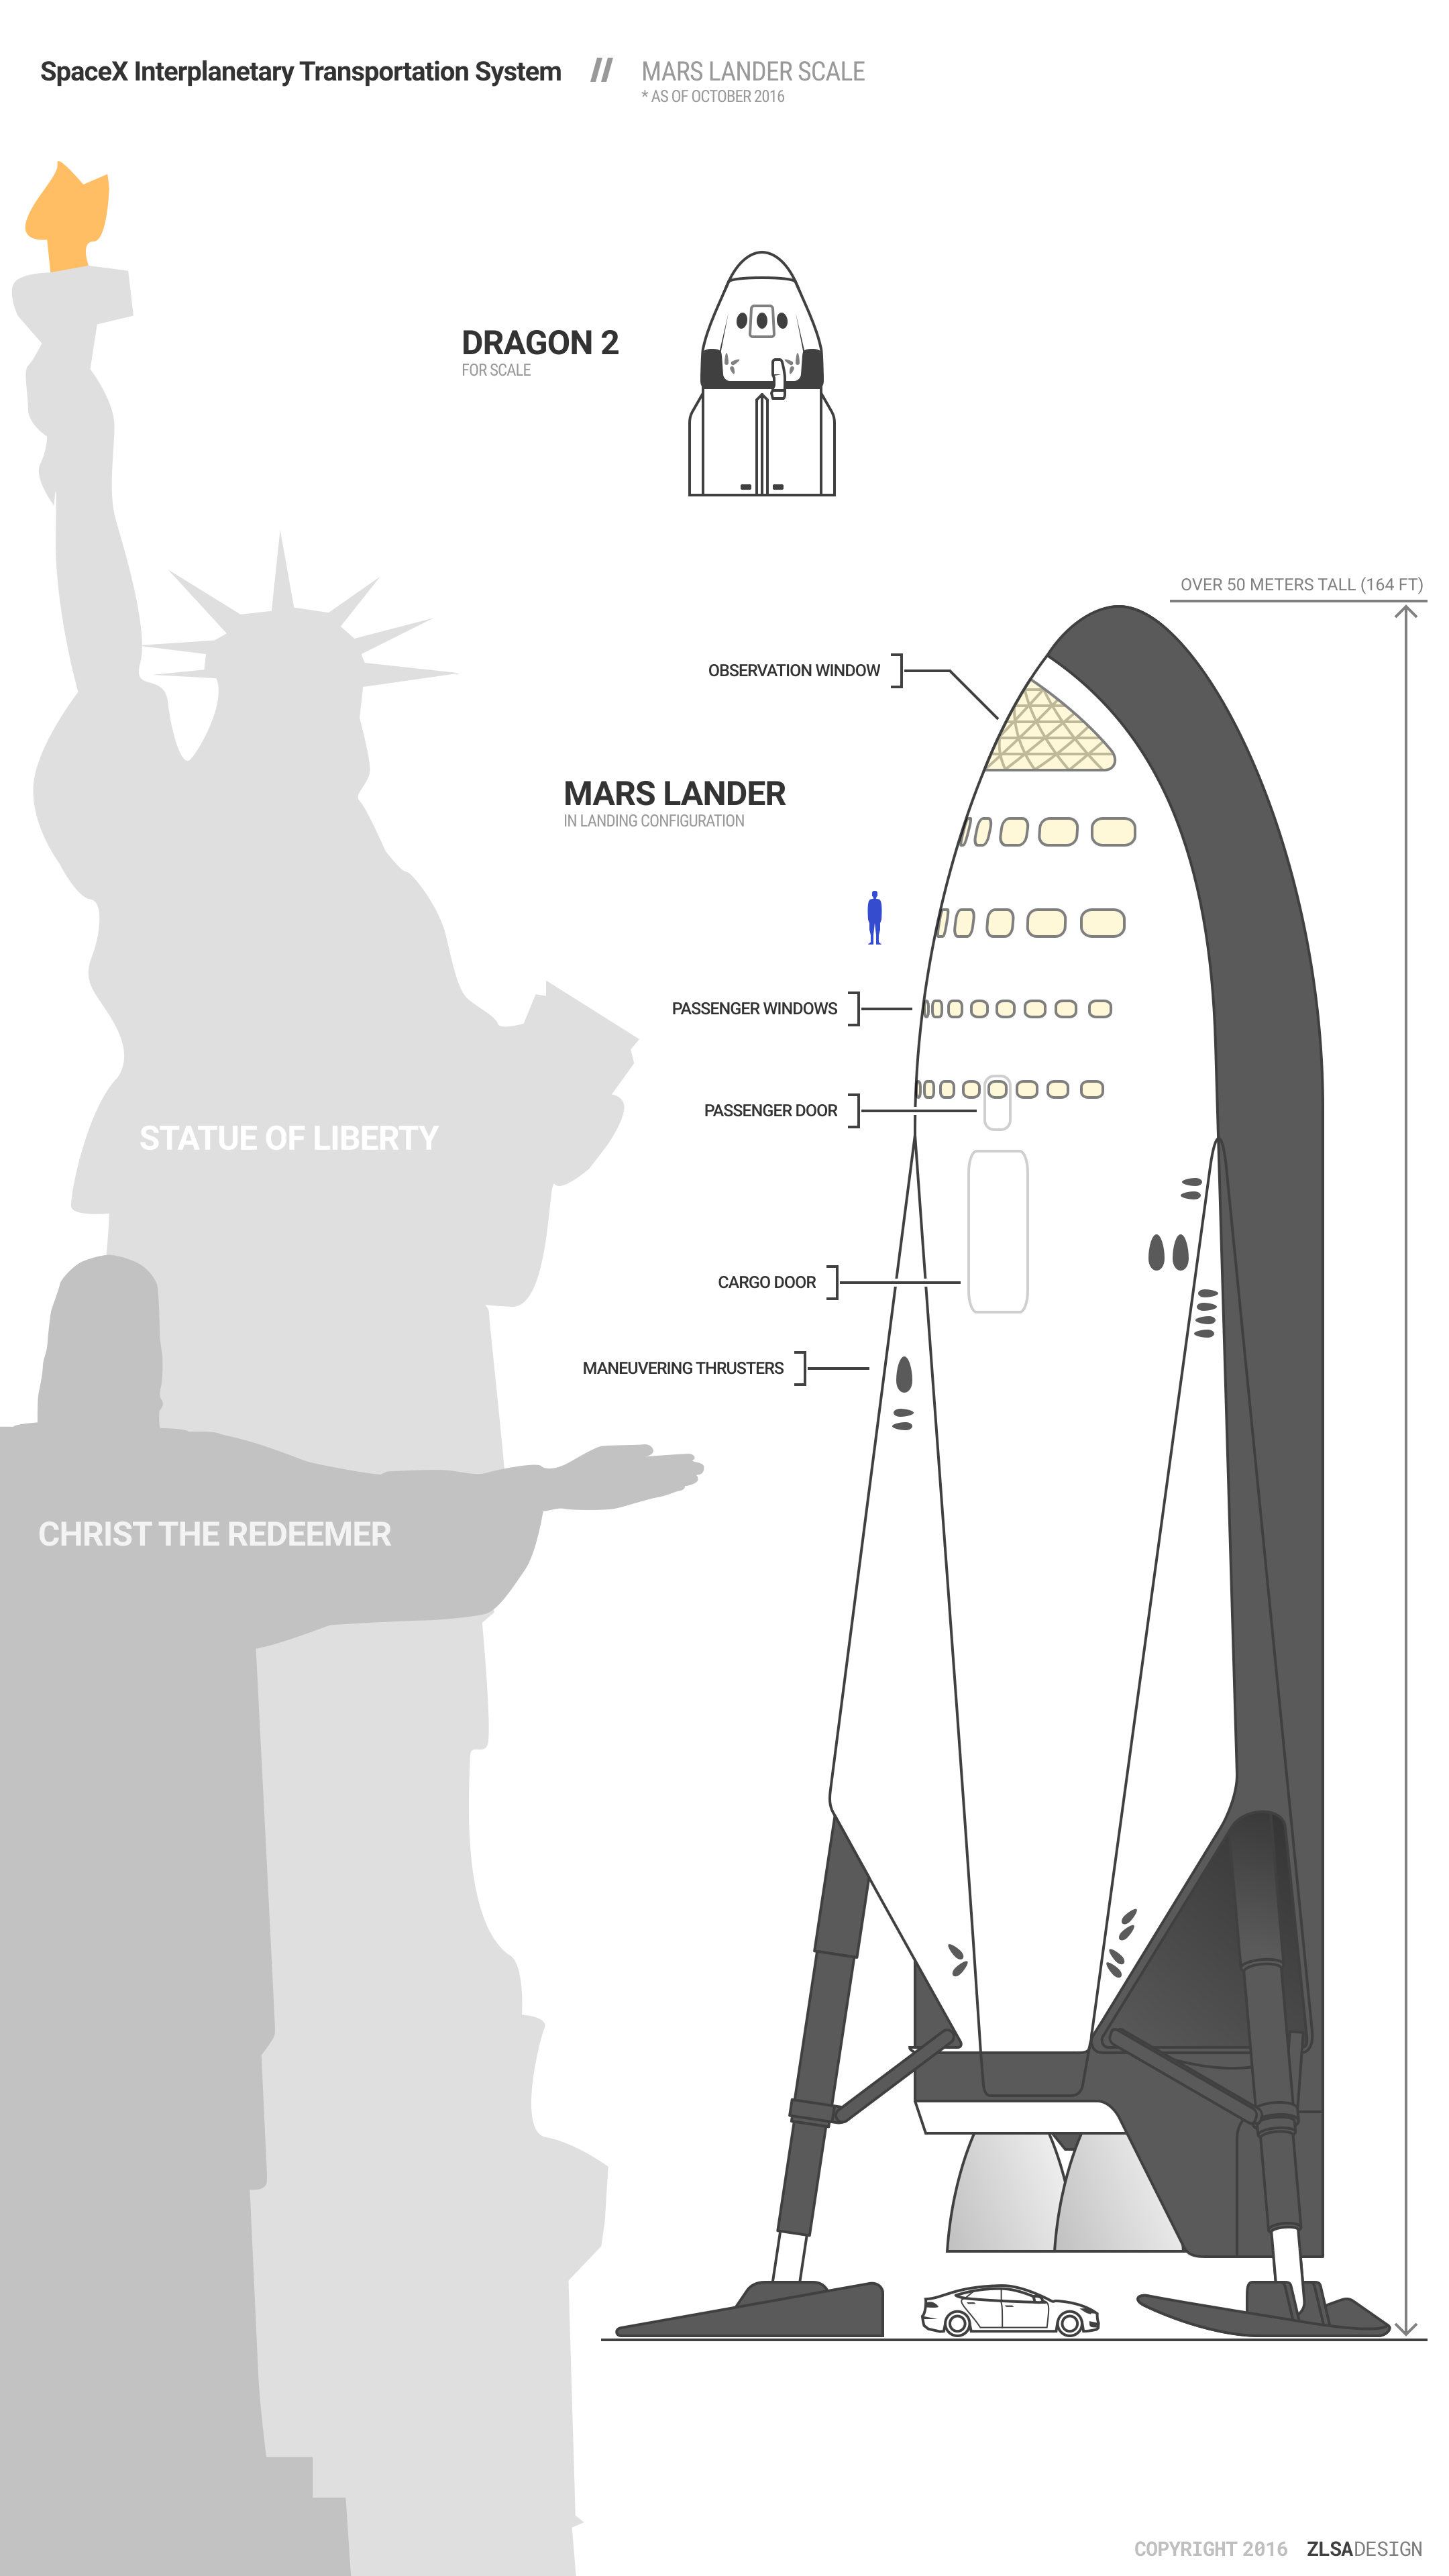 SpaceX Interplanetary Transportation System // MARS LANDER SCALE
* AS OF OCTOBER 2016
DRAGON 2
FOR SCALE
OVER 50 METERS TALL (164 FT)
OBSERVATION WINDOW
MARS LANDER
IN LANDING CONFIGURATION
PASSENGER WINDOWS
PASSENGER DOOR
STATUE OF LIBERTY
CARGO DOOR
MANEUVERING THRUSTERS
CHRIST THE REDEEMER
COPYRIGHT 2016 ZLSADESIGN